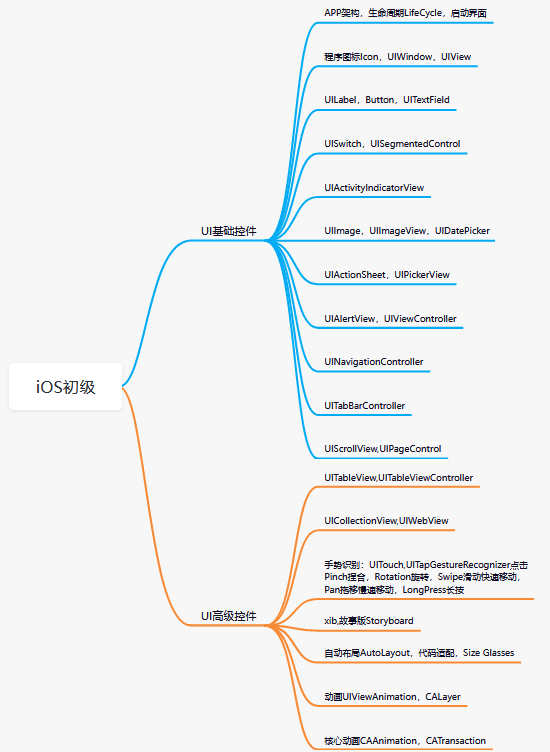 APP架构，生命周期LifeCycle，启动界面
程序图标Icon，UIWindow，UIView
UILabel，Button，UITextField
UISwitch，UISegmentedControl
UIActivityIndicatorView
UI基础控件
UIImage，UIImageView，UIDatePicker
UIActionSheet，UIPickerView
UIAlertView，UIViewController
UINavigationController
iOS初级
UITabBarController
UIScrollView,UIPageControl
UITableView,UITableViewController
UICollectionView,UIWebView
手势识别：UITouch,UITapGestureRecognizer点击
Pinch捏合，Rotation旋转，Swipe滑动快速移动，
Pan拖移慢速移动，LongPress长按
UI高级控件
xib,故事版Storyboard
自动布局AutoLayout，代码适配，Size Glasses
动画UIViewAnimation，CALayer
核心动画CAAnimation，CATransaction